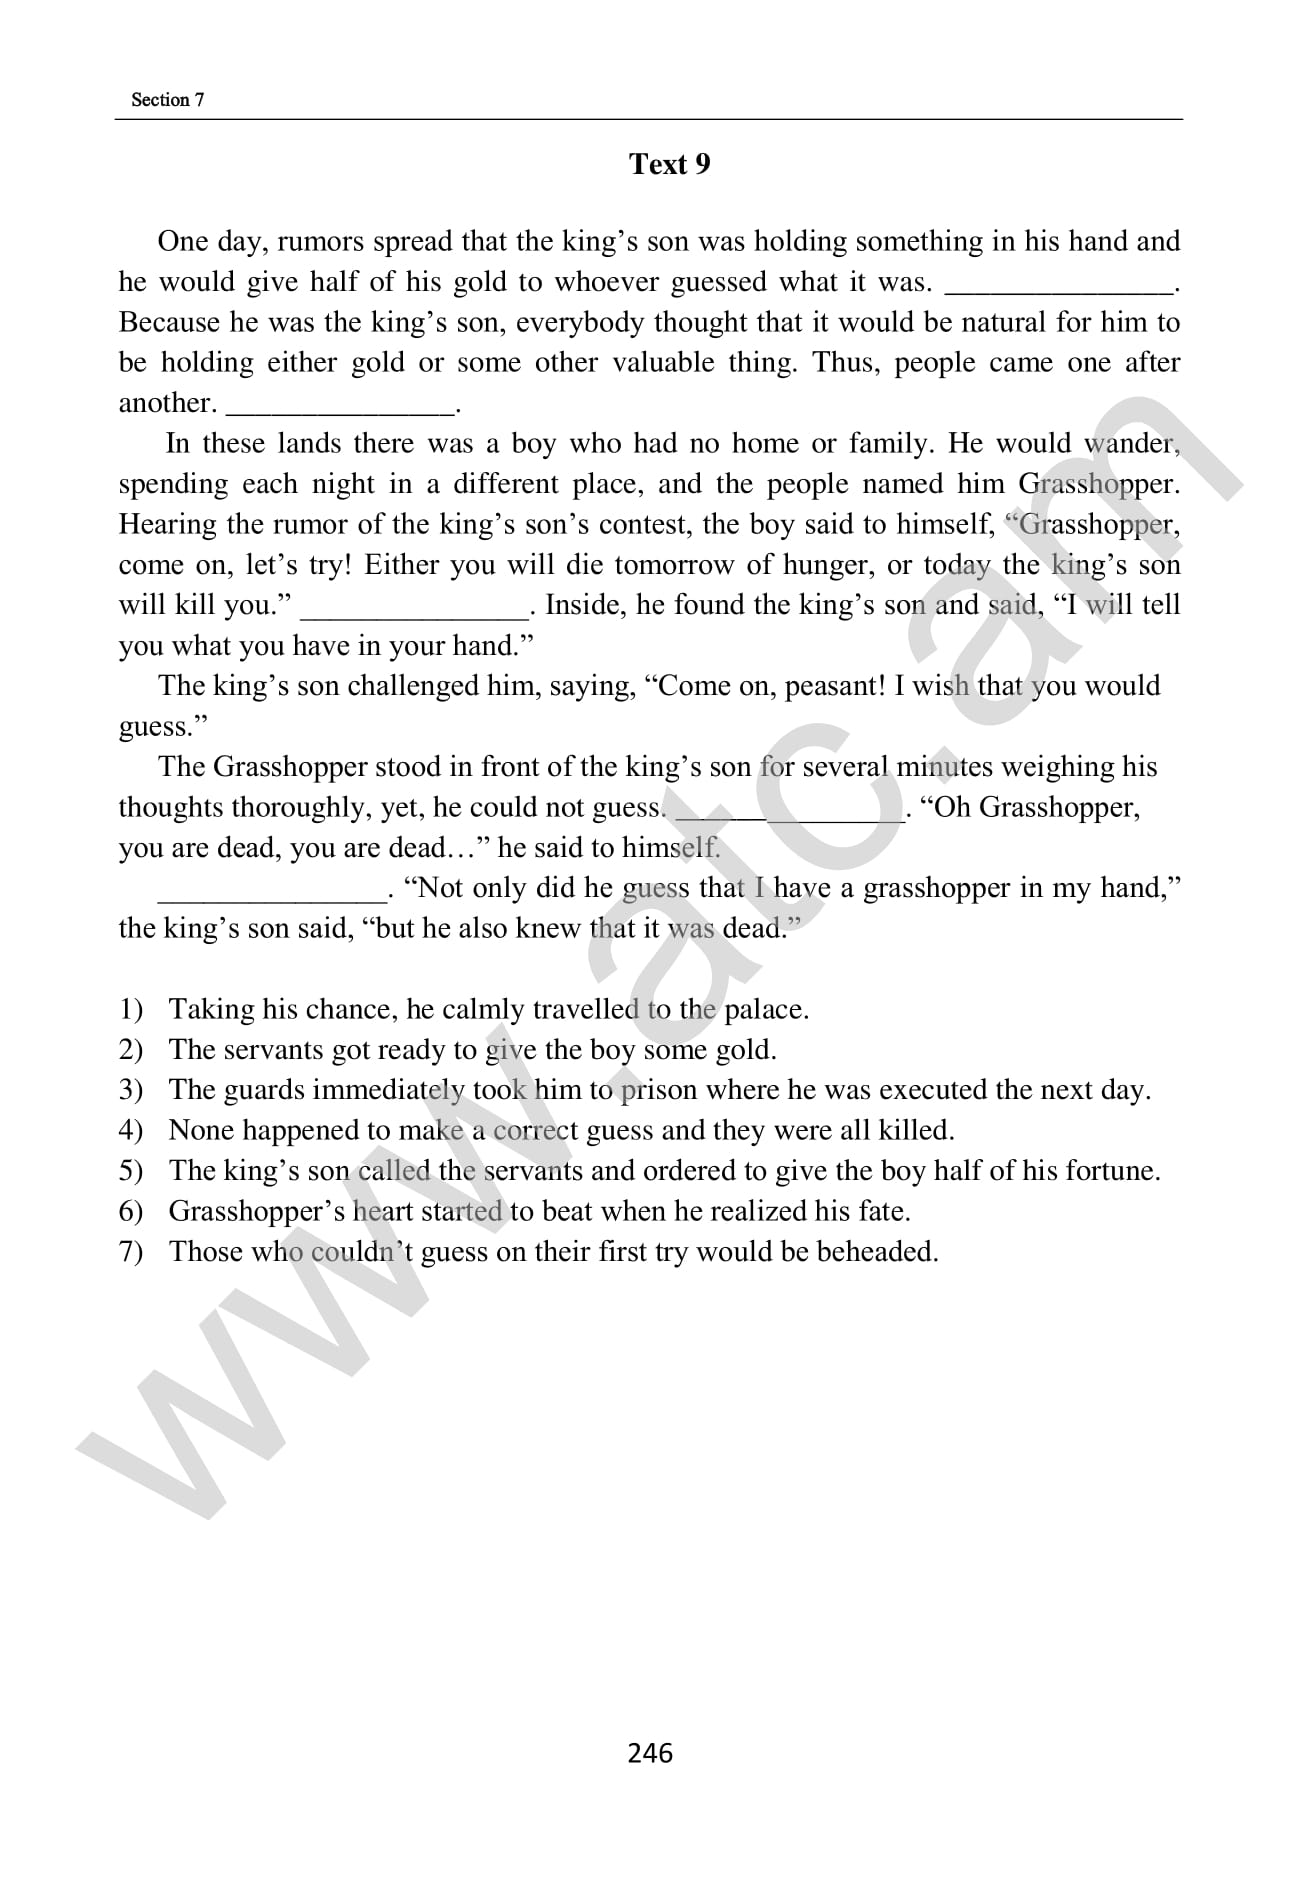 Section 7
Text 9
One day, rumors spread that the king’s son was holding something in his hand and
he would give half of his gold to whoever guessed what it was. _______________.
Because he was the king’s son, everybody thought that it would be natural for him to
be holding either gold or some other valuable thing. Thus, people came one after
another. _______________.
In these lands there was a boy who had no home or family. He would wander,
spending each night in a different place, and the people named him Grasshopper.
Hearing the rumor of the king’s son’s contest, the boy said to himself, “Grasshopper,
come on, let’s try! Either you will die tomorrow of hunger, or today the king’s son
will kill you.” _______________. Inside, he found the king’s son and said, “I will tell
you what you have in your hand.”
The king’s son challenged him, saying, “Come on, peasant! I wish that you would
guess.”
The Grasshopper stood in front of the king’s son for several minutes weighing his
thoughts thoroughly, yet, he could not guess. _______________. “Oh Grasshopper,
you are dead, you are dead…” he said to himself.
_______________. “Not only did he guess that I have a grasshopper in my hand,”
the king’s son said, “but he also knew that it was dead.”
1) Taking his chance, he calmly travelled to the palace.
2) The servants got ready to give the boy some gold.
3) The guards immediately took him to prison where he was executed the next day.
4) None happened to make a correct guess and they were all killed.
5) The king’s son called the servants and ordered to give the boy half of his fortune.
6) Grasshopper’s heart started to beat when he realized his fate.
7) Those who couldn’t guess on their first try would be beheaded.
www.atc.am
246